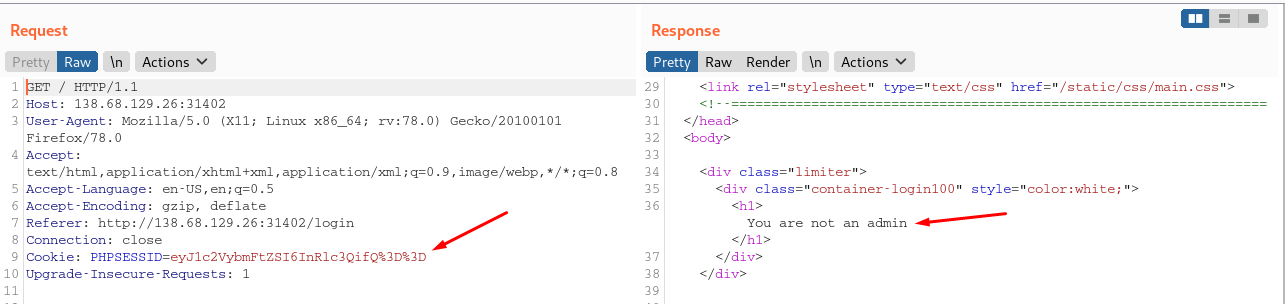 Request
Pretty Raw \n Actions
1 GET / HTTP/1.1
2 Host: 138.68.129.26:31402
3 User-Agent: Mozilla/5.0 (X11; Linux x86_64; rv:78.0) Gecko/20100101
Firefox/78.0
4 Accept:
text/html,application/xhtml+xml,application/xml;q=0.9,image/webp,*/*;q=0.8
5 Accept-Language: en-US,en;q=0.5
6 Accept-Encoding: gzip, deflate
7 Referer: http://138.68.129.26:31402/login
8 Connection: close
9 Cookie: PHPSESSID=eyJ1c2VybmFtZSI6InRlc3QifQ%3D%3D
10 Upgrade-Insecure-Requests: 1
11
Response
Pretty Raw Render \n Actions
29 <link rel="stylesheet" type="text/css" href="/static/css/main.css">
30 <!--====================================================================
31 </head>
32 <body>
33
34 <div class="limiter">
35 <div class="container-login100" style="color:white;">
36 <h1>
You are not an admin
</h1>
37 </div>
38 </div>
39